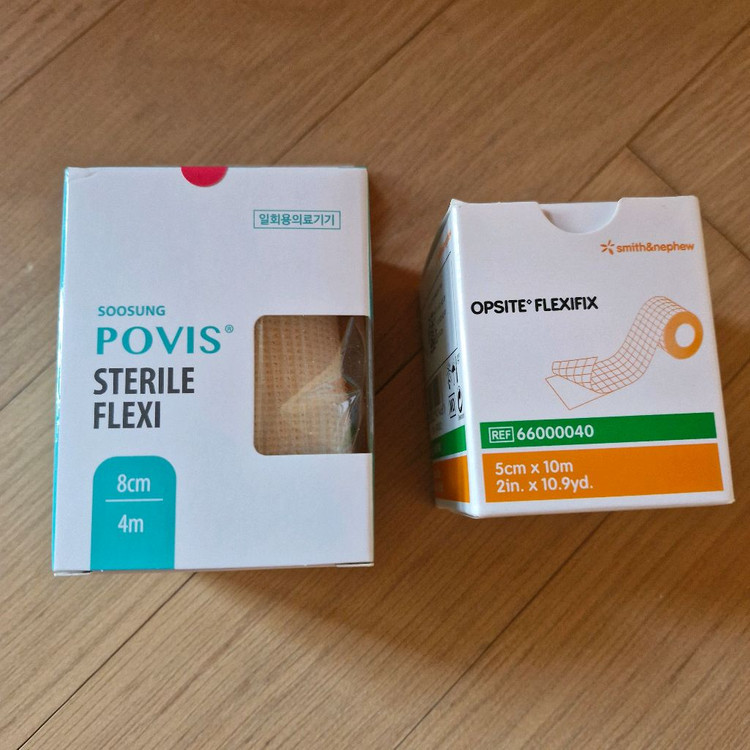 일회용의료기기
SOOSUNG
POVIS®
STERILE
FLEXI
8cm
4m
smith&nephew
OPSITE° FLEXIFIX
REF 66000040
5cm x 10m
2in. x 10.9yd.